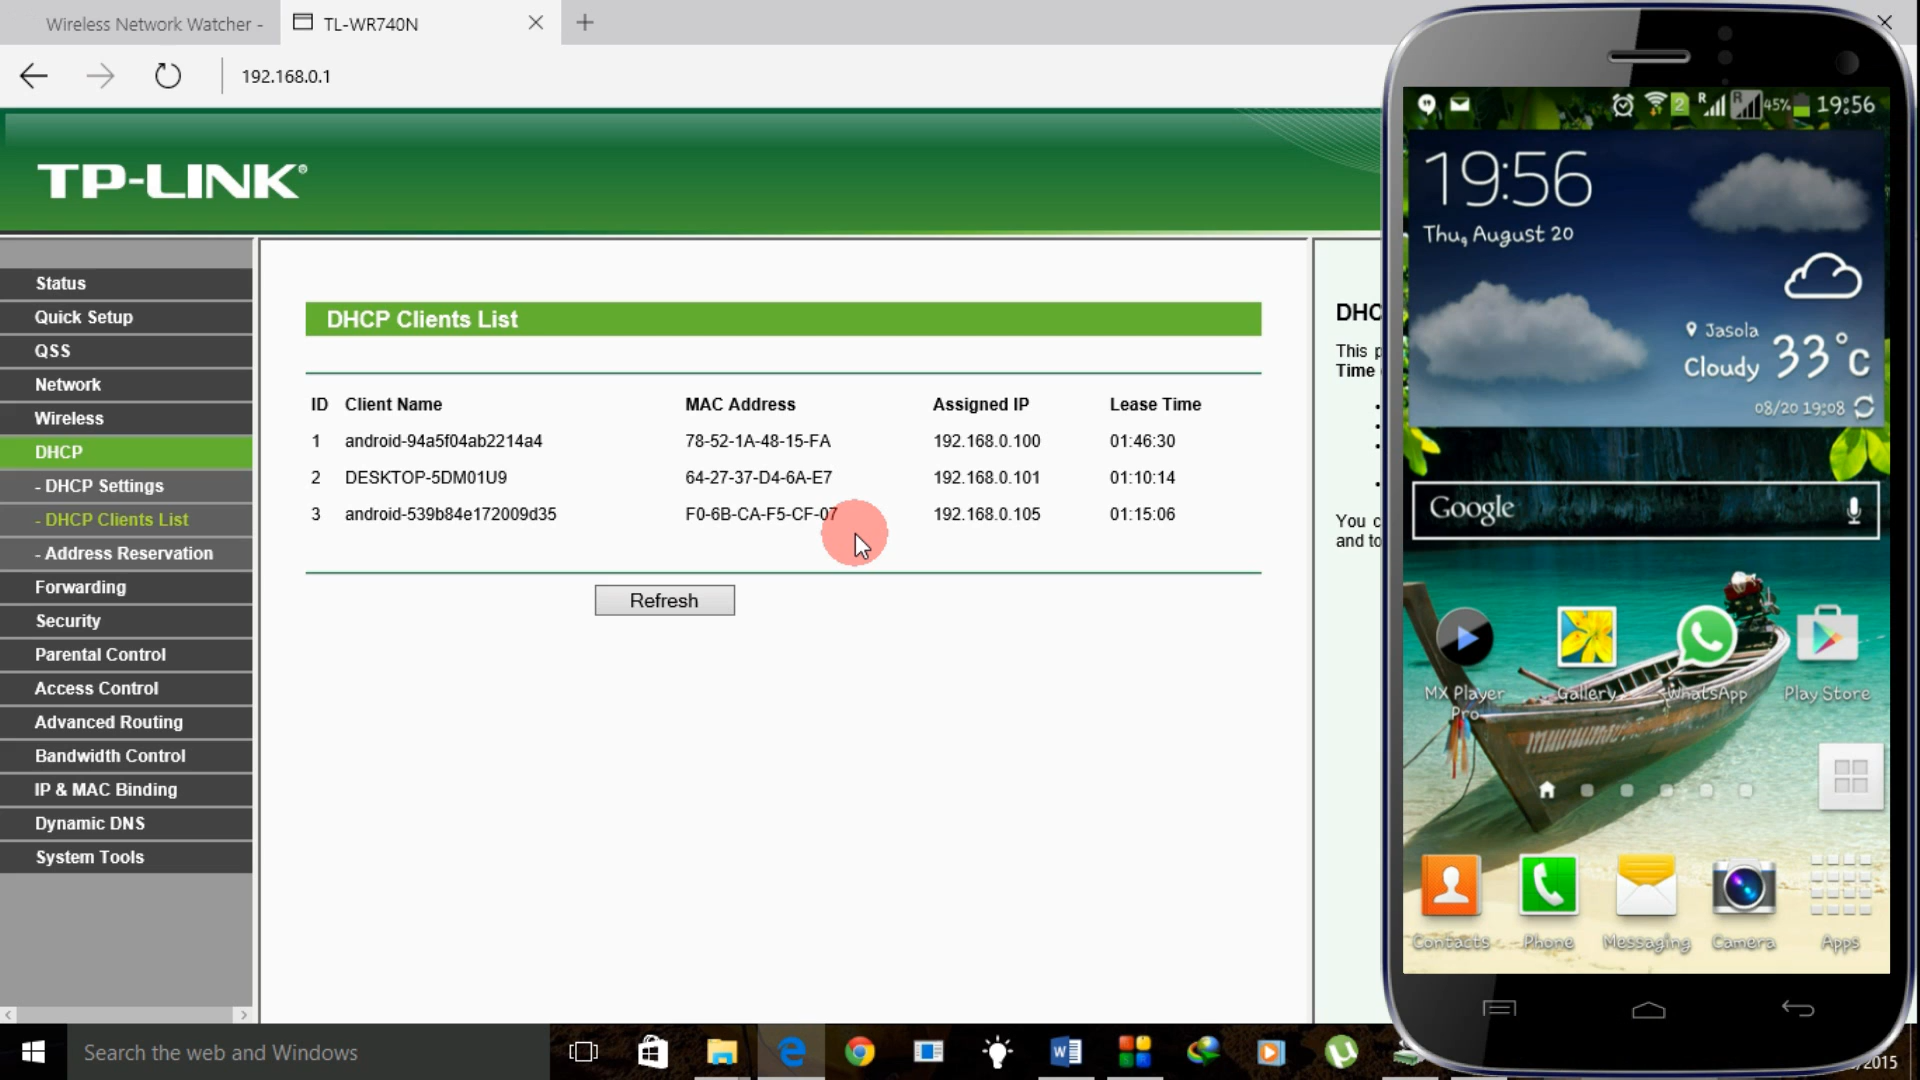 Wireless Network Watcher -
TL-WR740N
192.168.0.1
TP-LINK®
Status
Quick Setup
QSS
Network
Wireless
DHCP
- DHCP Settings
- DHCP Clients List
- Address Reservation
Forwarding
Security
Parental Control
Access Control
Advanced Routing
Bandwidth Control
IP & MAC Binding
Dynamic DNS
System Tools
DHCP Clients List
ID Client Name MAC Address Assigned IP Lease Time
1 android-94a5f04ab2214a4 78-52-1A-48-15-FA 192.168.0.100 01:46:30
2 DESKTOP-5DM01U9 64-27-37-D4-6A-E7 192.168.0.101 01:10:14
3 android-539b84e172009d35 F0-6B-CA-F5-CF-07 192.168.0.105 01:15:06
Refresh
DHC
This p
Time
You c
and to
2 R R 45% 19:56
19:56
Thu, August 20
Jasola
Cloudy 33°C
08/20 19:08
Google
MX Player Pro
Gallery
WhatsApp
Play Store
Contacts
Phone
Messaging
Camera
Apps
Search the web and Windows
/2015